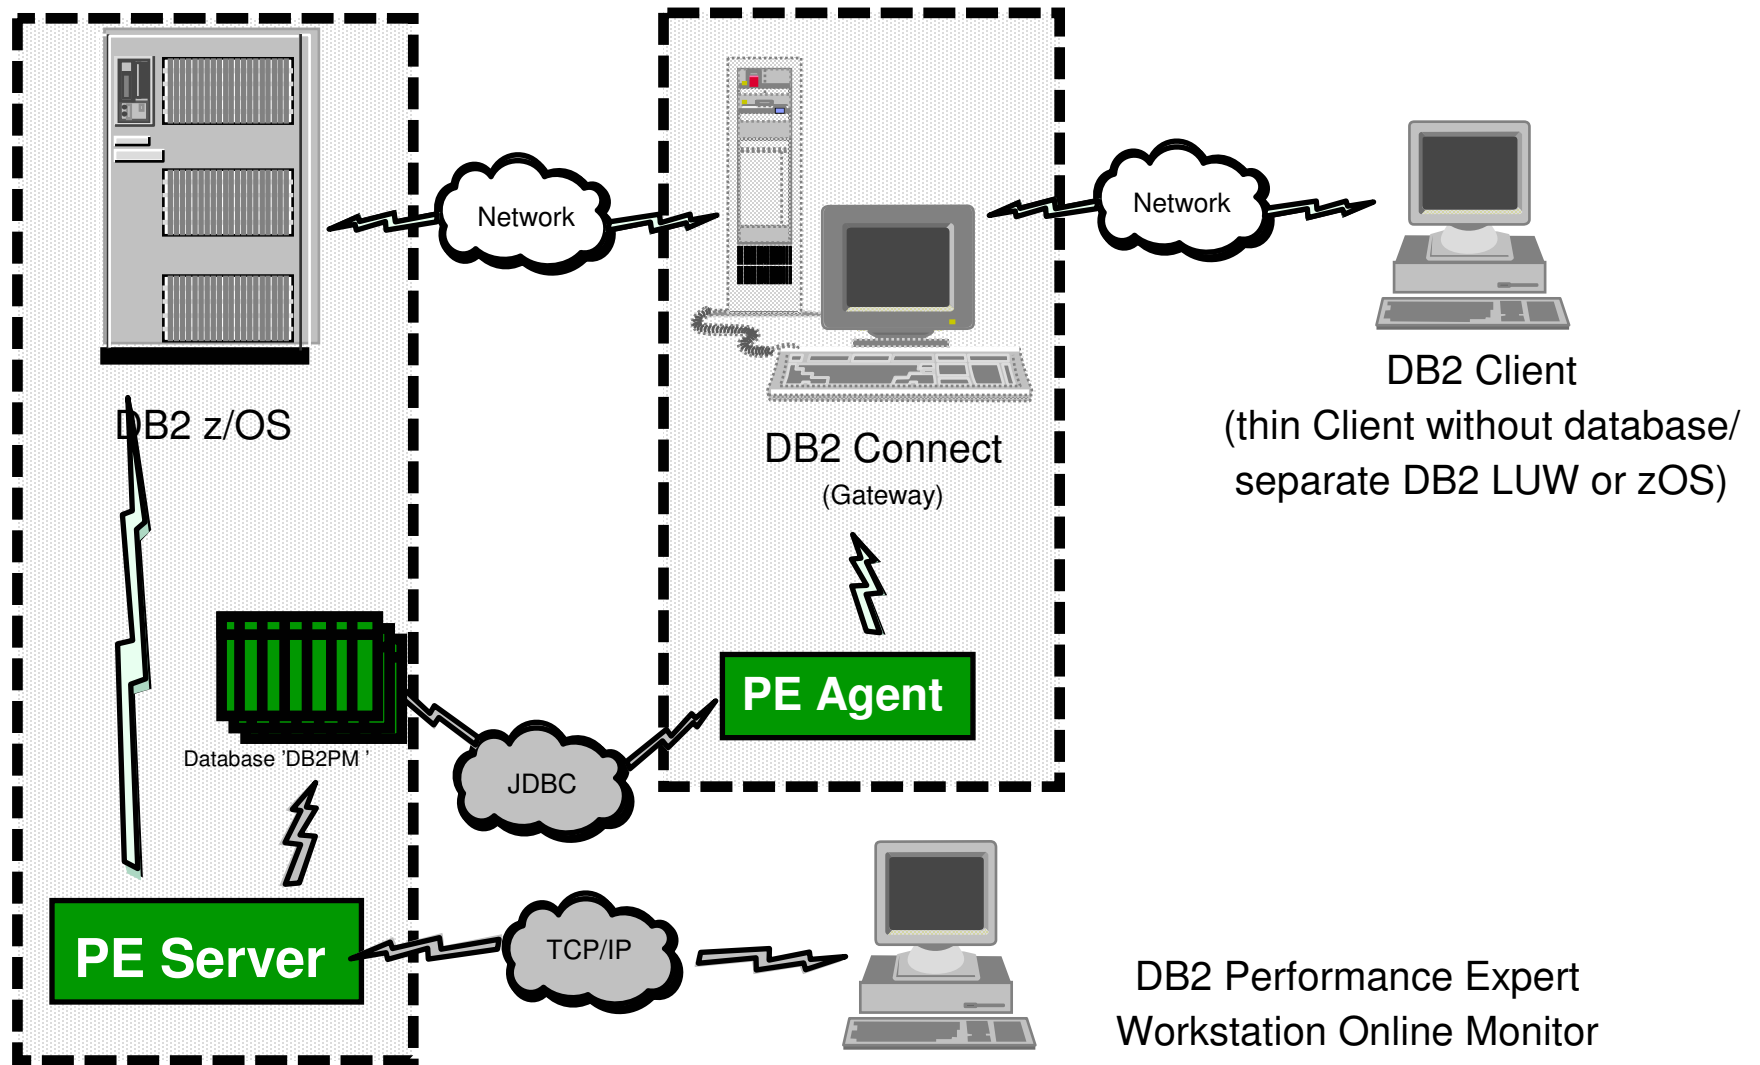 Network
Network
DB2 z/OS
DB2 Connect
(Gateway)
DB2 Client
(thin Client without database/
separate DB2 LUW or zOS)
PE Agent
Database 'DB2PM '
JDBC
PE Server
TCP/IP
DB2 Performance Expert
Workstation Online Monitor